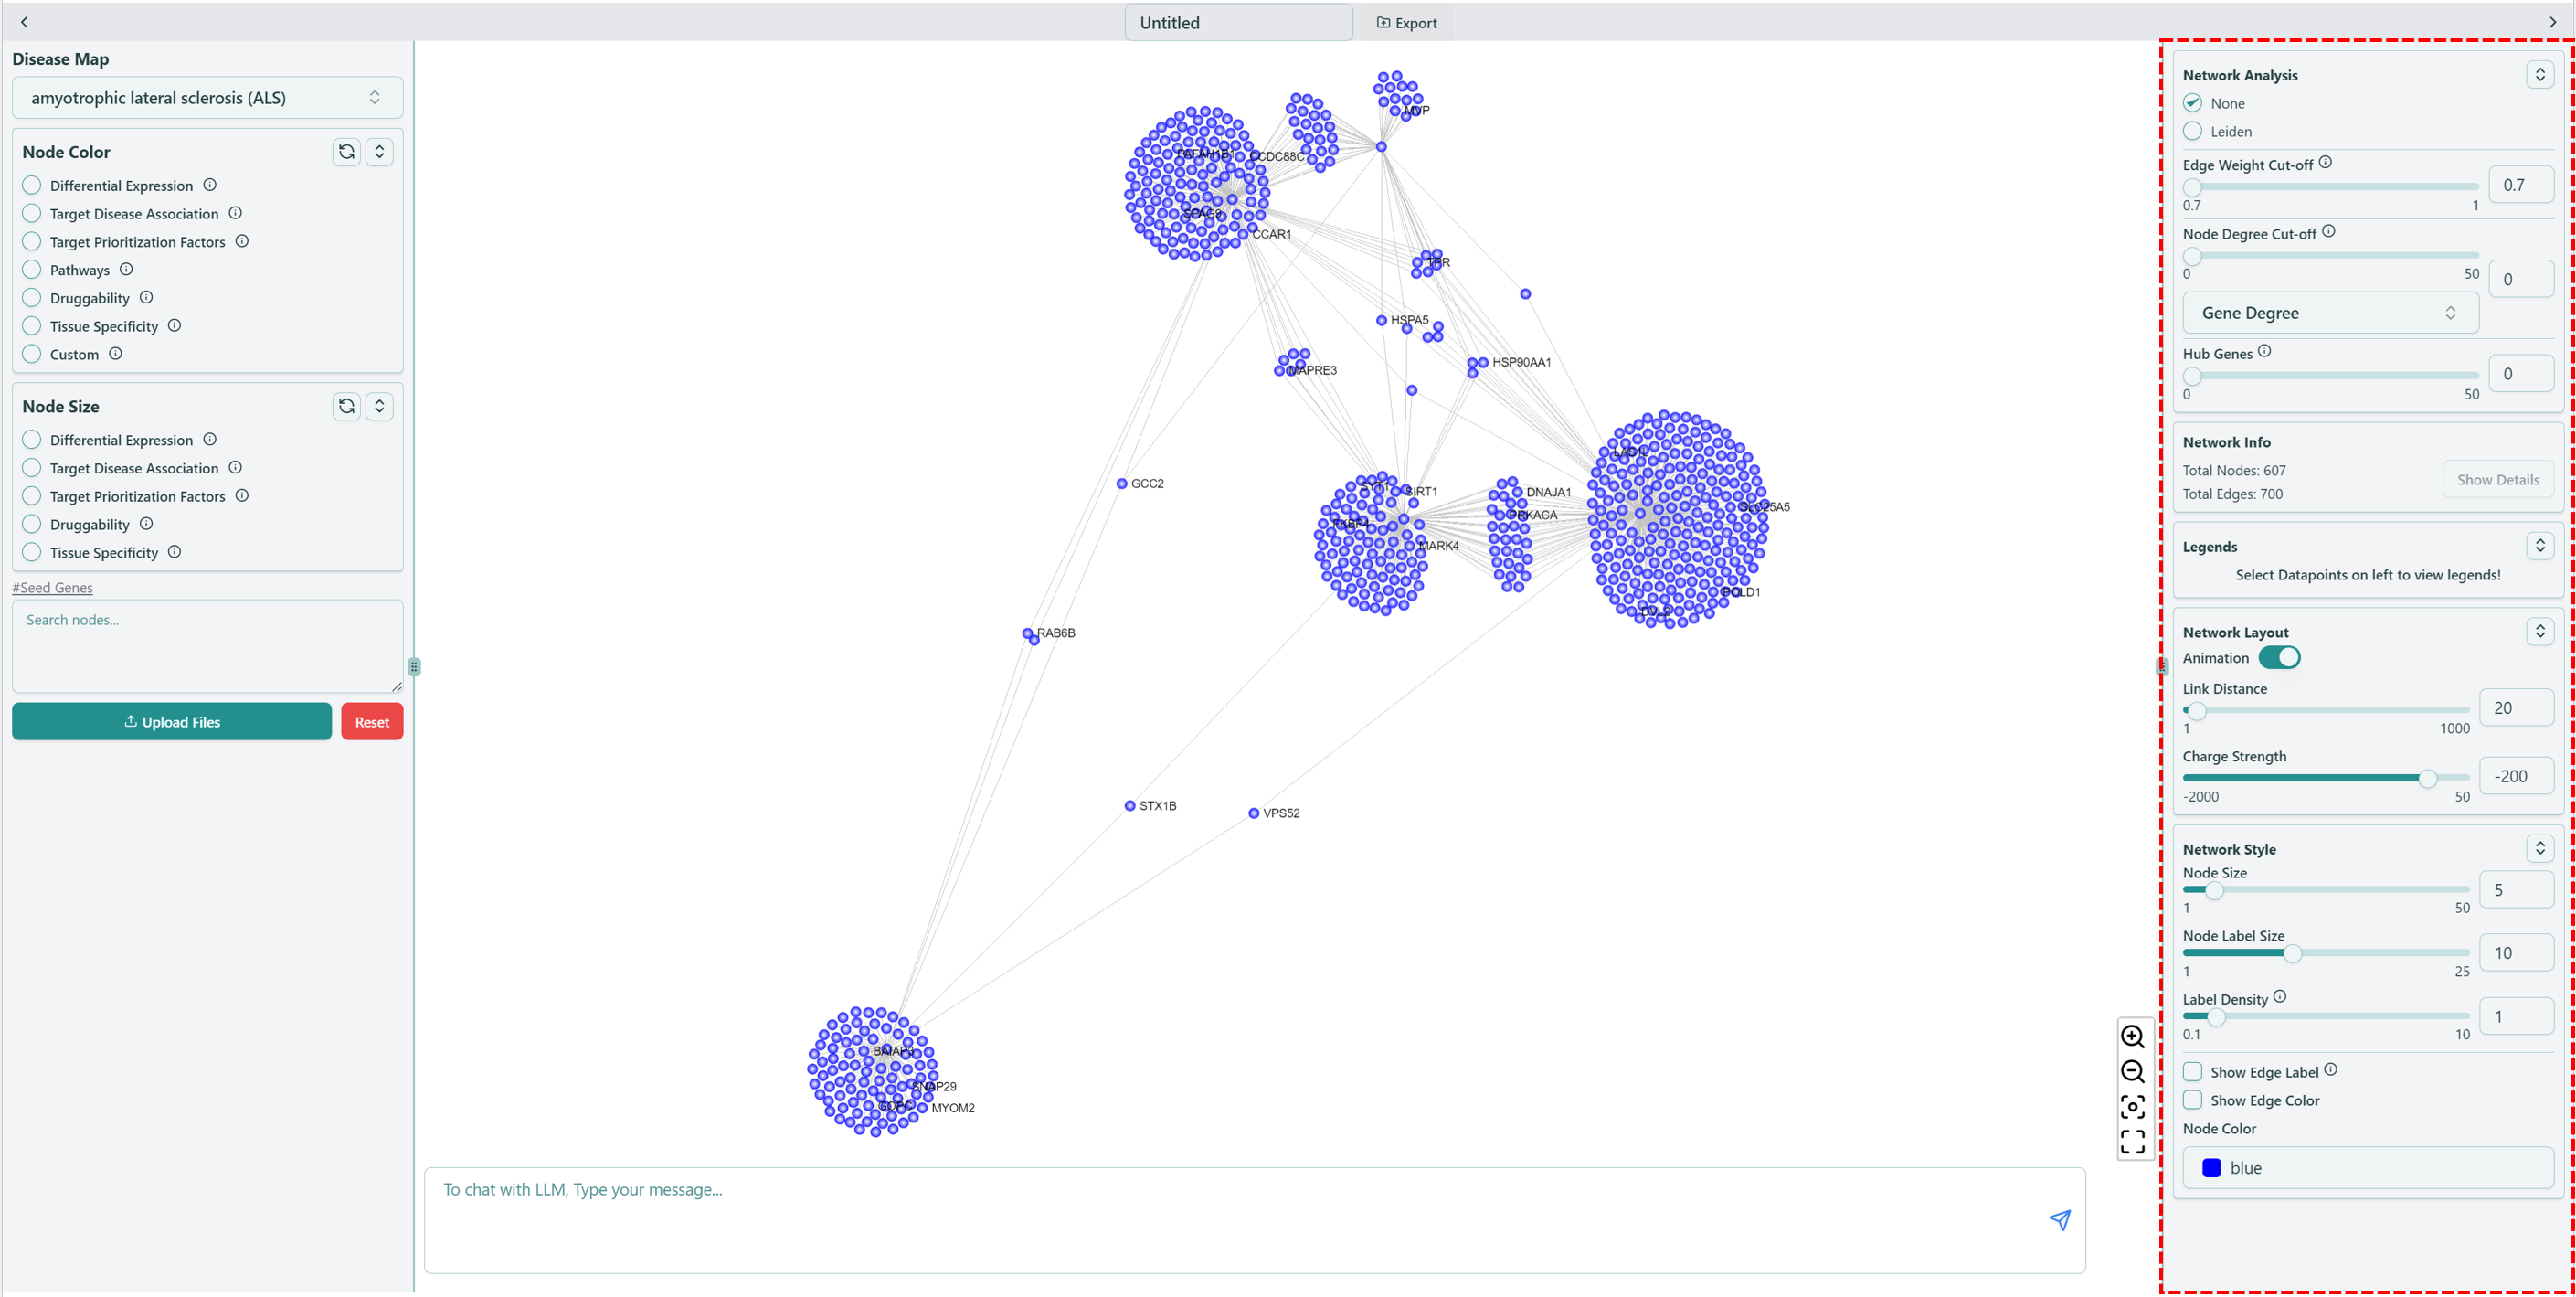 Untitled
Export
Disease Map
amyotrophic lateral sclerosis (ALS)
Node Color
Differential Expression
Target Disease Association
Target Prioritization Factors
Pathways
Druggability
Tissue Specificity
Custom
Node Size
Differential Expression
Target Disease Association
Target Prioritization Factors
Druggability
Tissue Specificity
#Seed Genes
Search nodes...
Upload Files
Reset
MVP
PAFAH1B1
CCDC88C
SPAG9
CCAR1
TPR
HSPA5
HSP90AA1
MAPRE3
LAS1L
GCC2
SYT1
SIRT1
DNAJA1
PRKACA
SLC25A5
FKBP4
MARK4
POLD1
DVL2
RAB6B
STX1B
VPS52
BAIAP3
SNAP29
GOPC
MYOM2
To chat with LLM, Type your message...
Network Analysis
None
Leiden
Edge Weight Cut-off
0.7
0.7 1
Node Degree Cut-off
0 50
0
Gene Degree
Hub Genes
0
0 50
Network Info
Total Nodes: 607
Total Edges: 700
Show Details
Legends
Select Datapoints on left to view legends!
Network Layout
Animation
Link Distance
20
1 1000
Charge Strength
-200
-2000 50
Network Style
Node Size
5
1 50
Node Label Size
10
1 25
Label Density
1
0.1 10
Show Edge Label
Show Edge Color
Node Color
blue